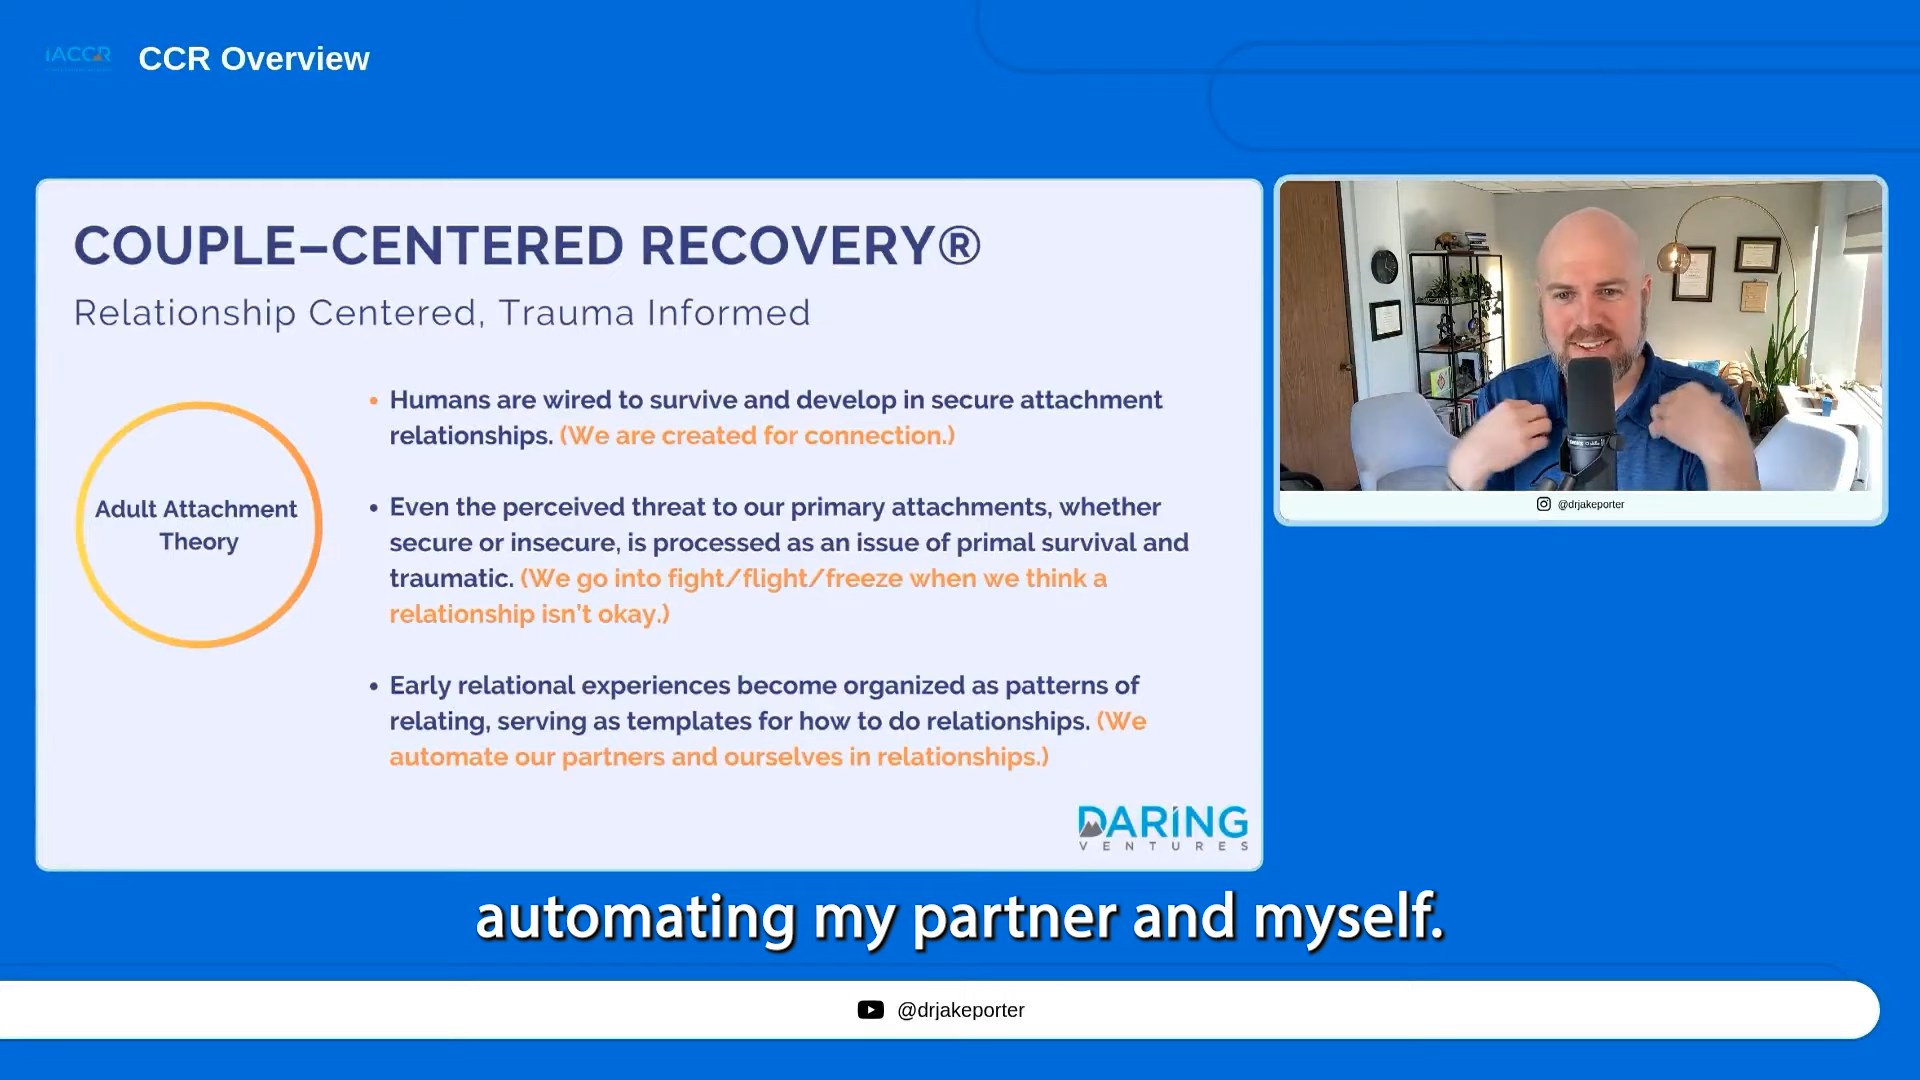 IACCR
CCR Overview
COUPLE–CENTERED RECOVERY®
Relationship Centered, Trauma Informed
Adult Attachment
Theory
• Humans are wired to survive and develop in secure attachment
relationships. (We are created for connection.)
• Even the perceived threat to our primary attachments, whether
secure or insecure, is processed as an issue of primal survival and
traumatic. (We go into fight/flight/freeze when we think a
relationship isn't okay.)
• Early relational experiences become organized as patterns of
relating, serving as templates for how to do relationships. (We
automate our partners and ourselves in relationships.)
DARING
VENTURES
@drjakeporter
automating my partner and myself.
@drjakeporter